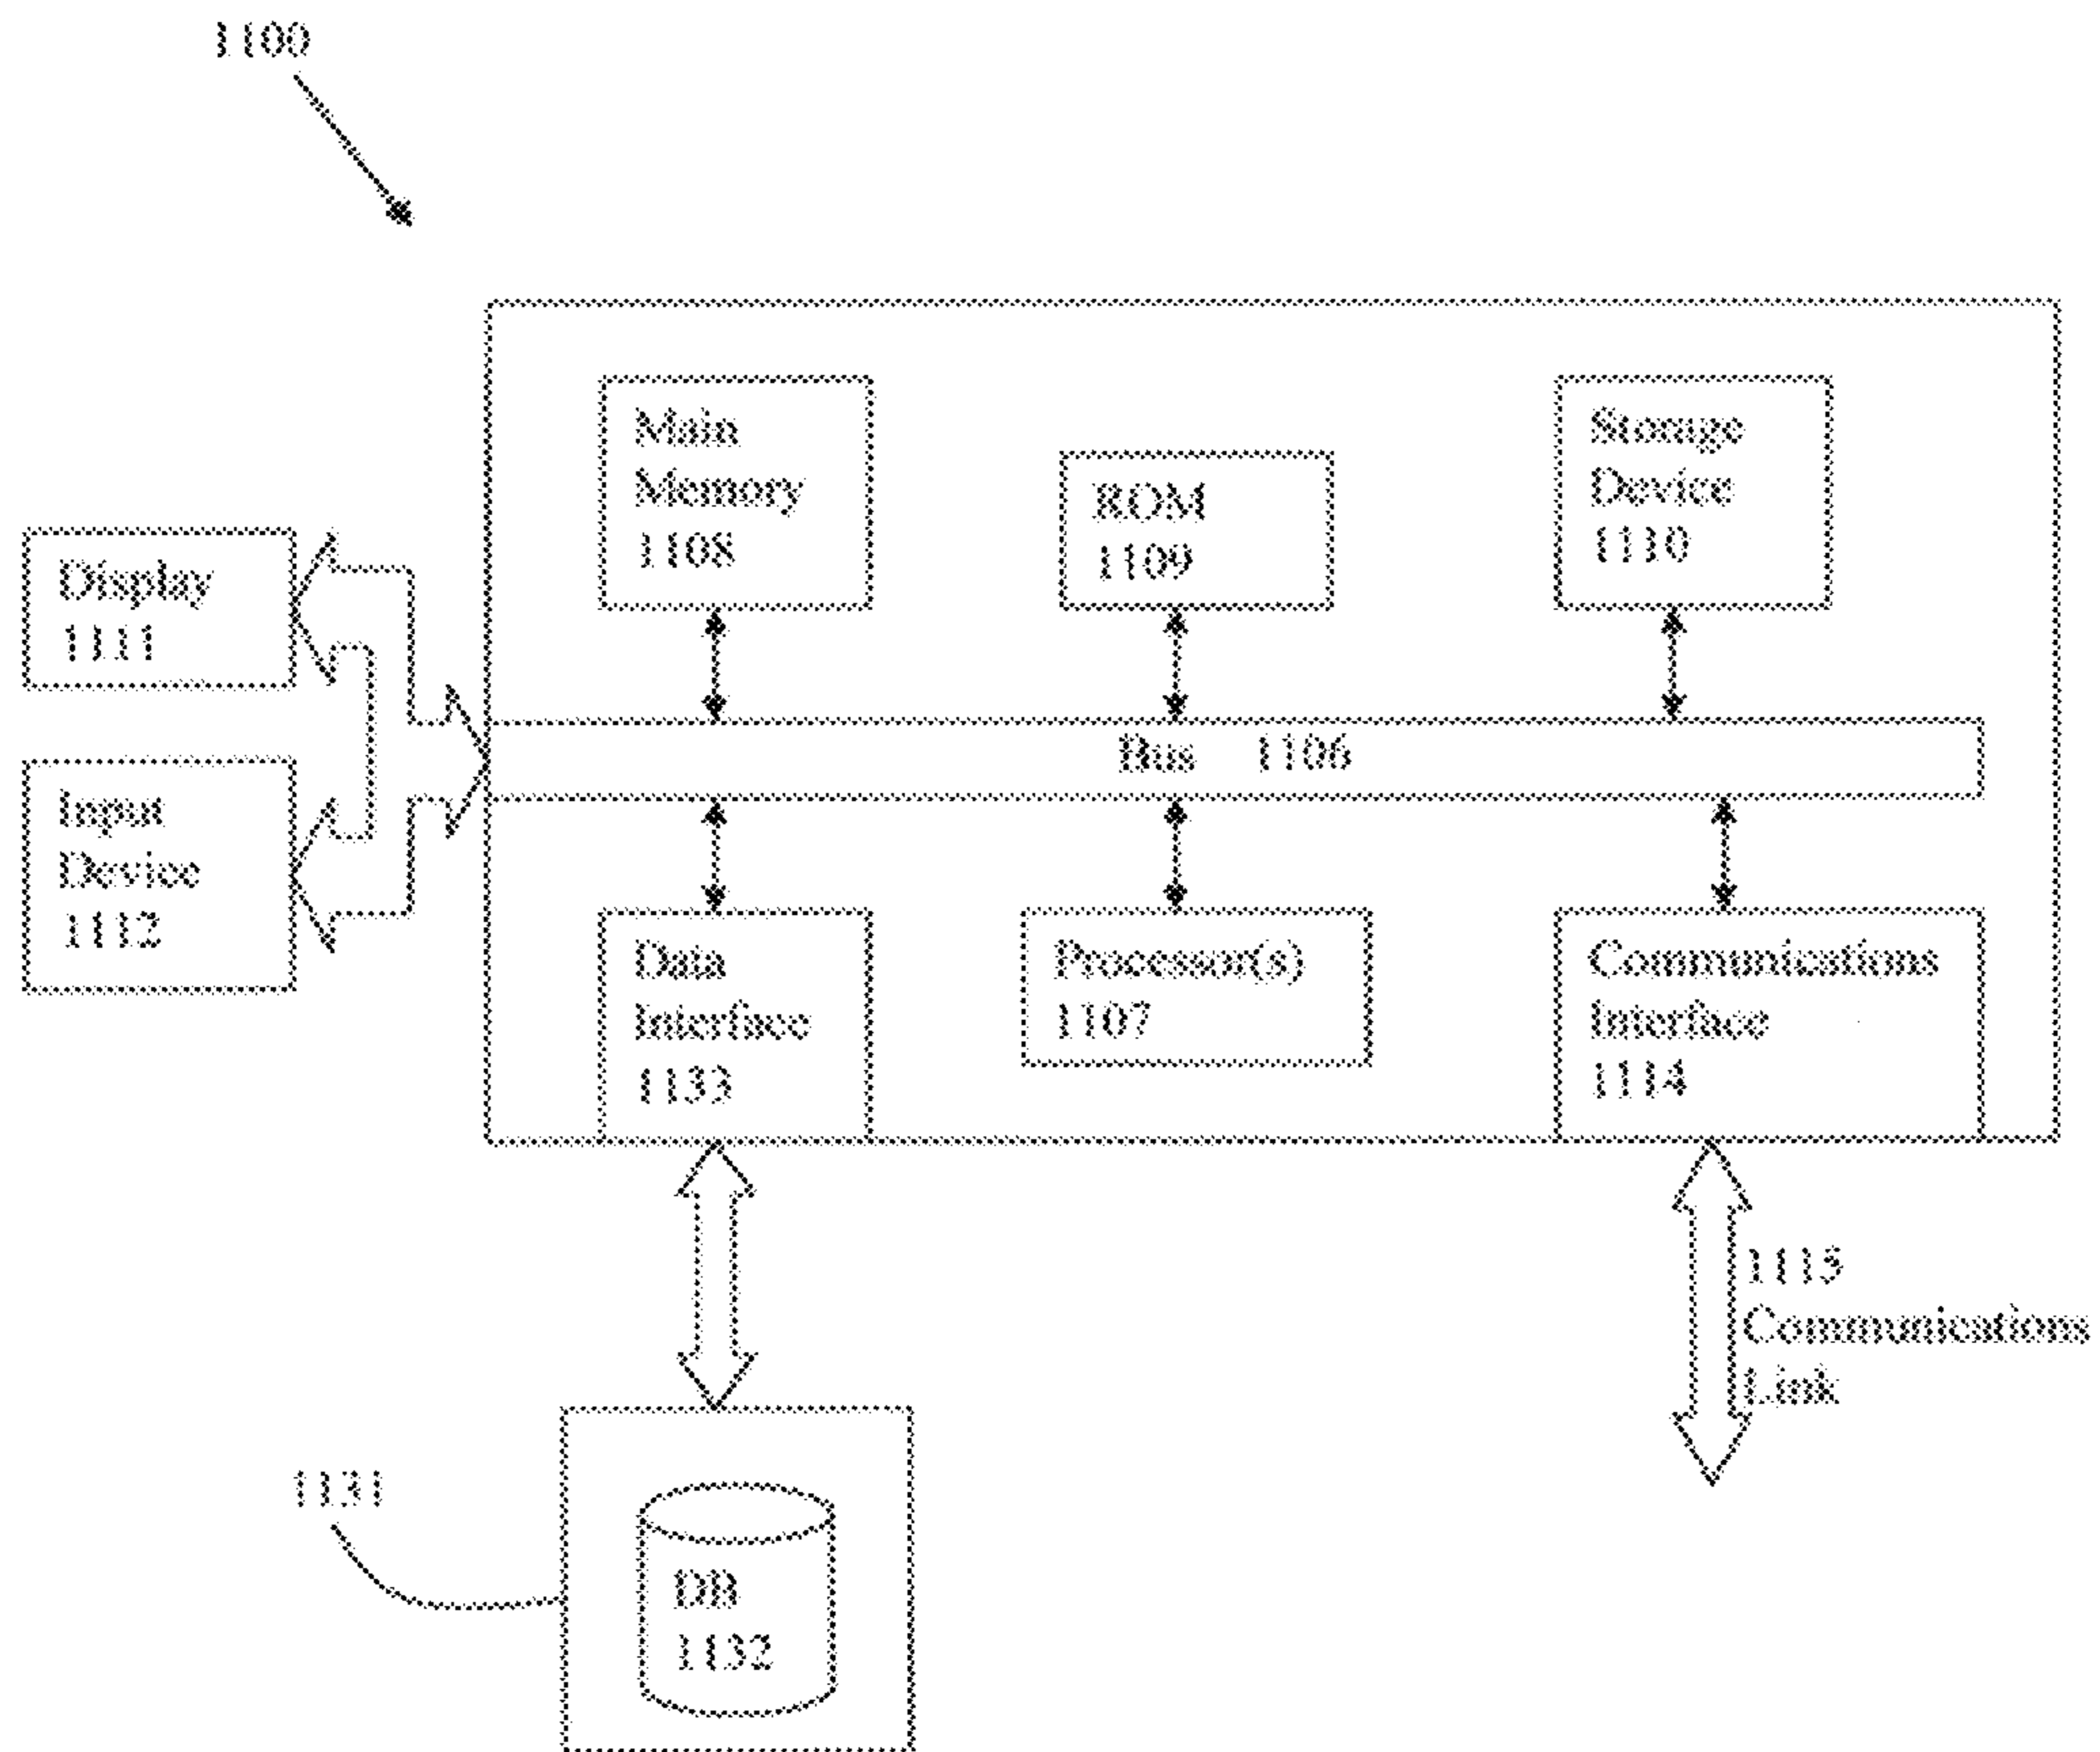 1100
Main
Memory
1108
ROM
1109
Storage
Device
1110
Display
1111
Bus 1106
Input
Device
1112
Data
Interface
1133
Processor(s)
1107
Communications
Interface
1114
1115
Communications
Link
1131
DB
1132